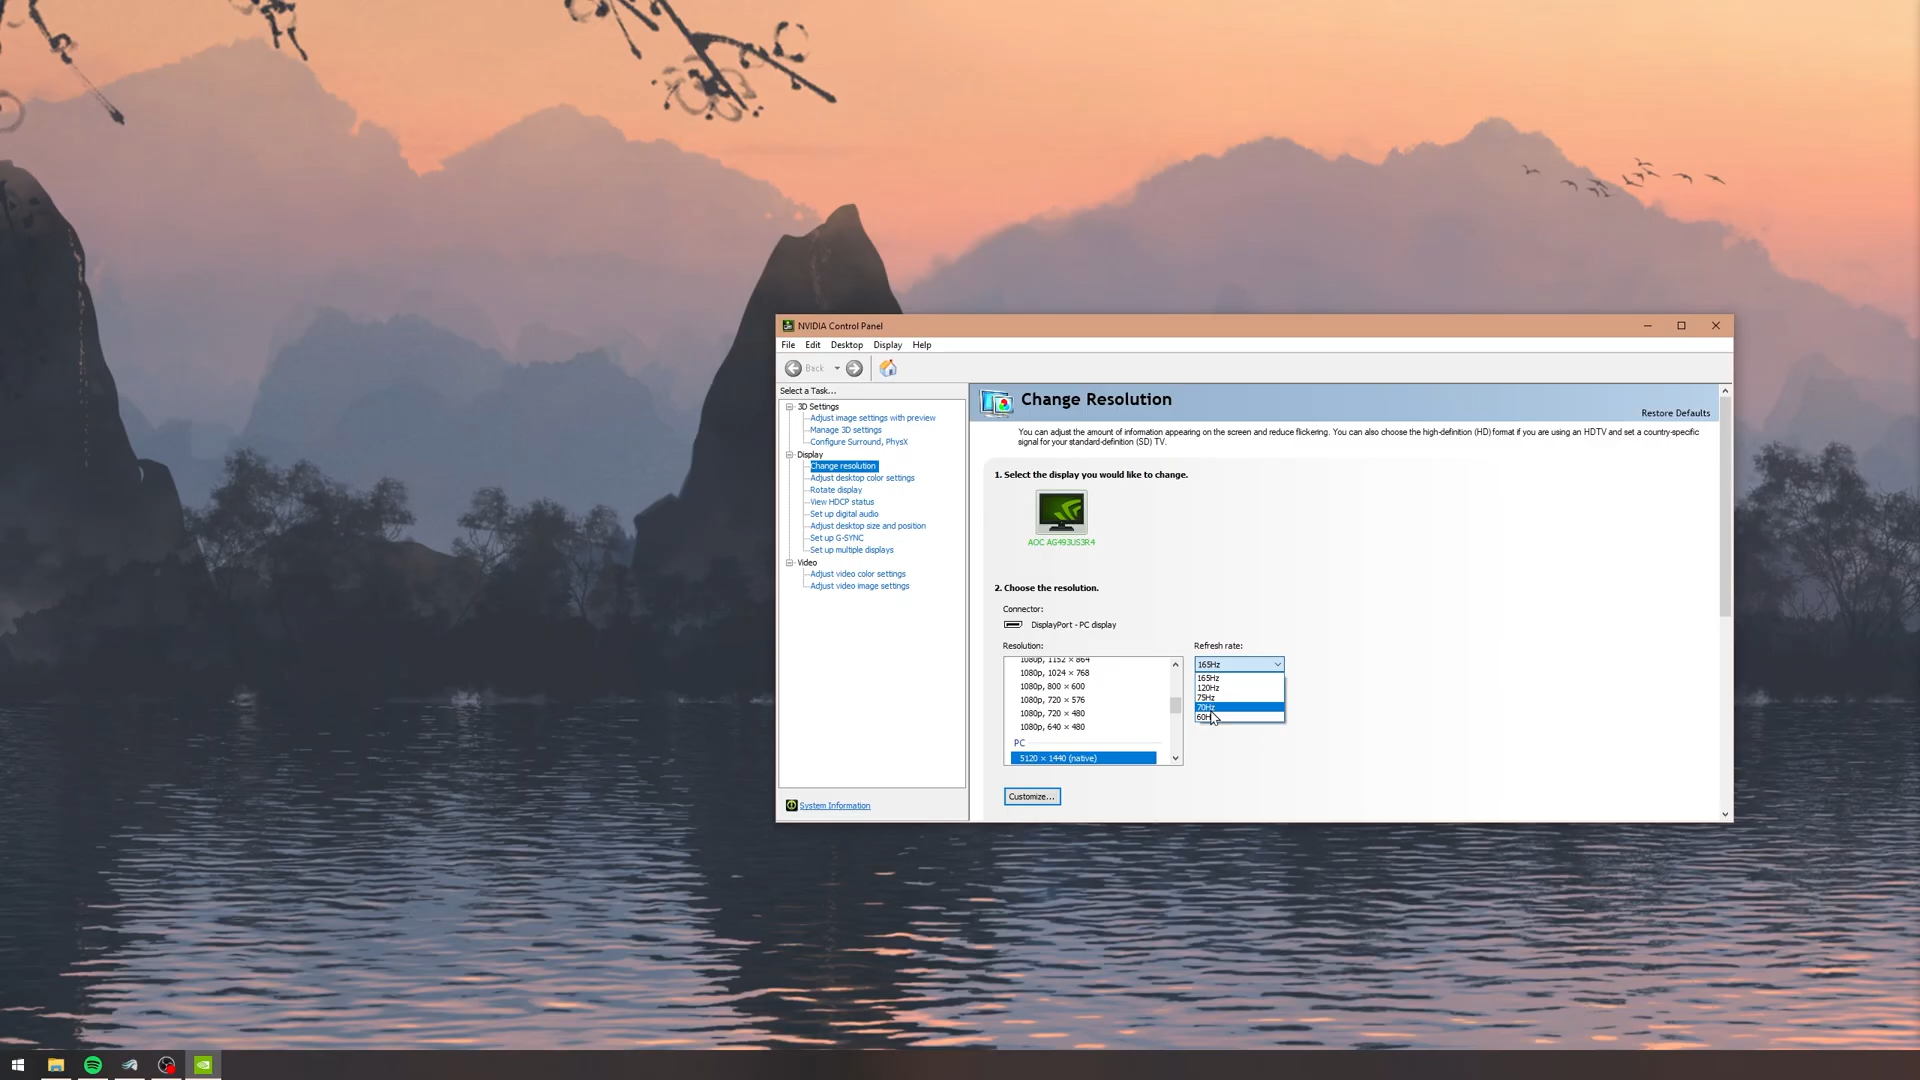 NVIDIA Control Panel
File Edit Desktop Display Help
Back
Select a Task...
3D Settings
Adjust image settings with preview
Manage 3D settings
Configure Surround, PhysX
Display
Change resolution
Adjust desktop color settings
Rotate display
View HDCP status
Set up digital audio
Adjust desktop size and position
Set up G-SYNC
Set up multiple displays
Video
Adjust video color settings
Adjust video image settings
System Information
Change Resolution
Restore Defaults
You can adjust the amount of information appearing on the screen and reduce flickering. You can also choose the high-definition (HD) format if you are using an HDTV and set a country-specific
signal for your standard-definition (SD) TV.
1. Select the display you would like to change.
AOC AG493US3R4
2. Choose the resolution.
Connector:
DisplayPort - PC display
Resolution:
1080p, 1152 × 864
1080p, 1024 × 768
1080p, 800 × 600
1080p, 720 × 576
1080p, 720 × 480
1080p, 640 × 480
PC
5120 × 1440 (native)
Refresh rate:
165Hz
165Hz
120Hz
75Hz
70Hz
60H
Customize...